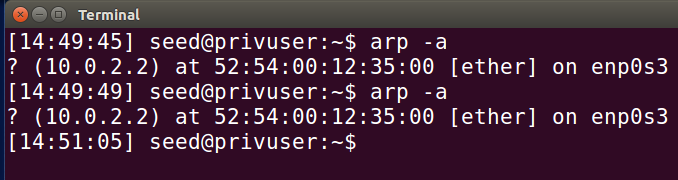 Terminal
[14:49:45] seed@privuser:~$ arp -a
? (10.0.2.2) at 52:54:00:12:35:00 [ether] on enp0s3
[14:49:49] seed@privuser:~$ arp -a
? (10.0.2.2) at 52:54:00:12:35:00 [ether] on enp0s3
[14:51:05] seed@privuser:~$